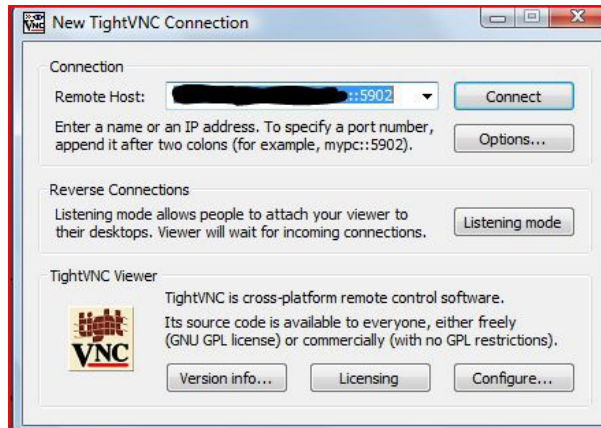 New TightVNC Connection
Connection
Remote Host:
::5902
Connect
Enter a name or an IP address. To specify a port number,
append it after two colons (for example, mypc::5902).
Options...
Reverse Connections
Listening mode allows people to attach your viewer to
their desktops. Viewer will wait for incoming connections.
Listening mode
TightVNC Viewer
TightVNC is cross-platform remote control software.
Its source code is available to everyone, either freely
(GNU GPL license) or commercially (with no GPL restrictions).
tight
VNC
Version info...
Licensing
Configure...